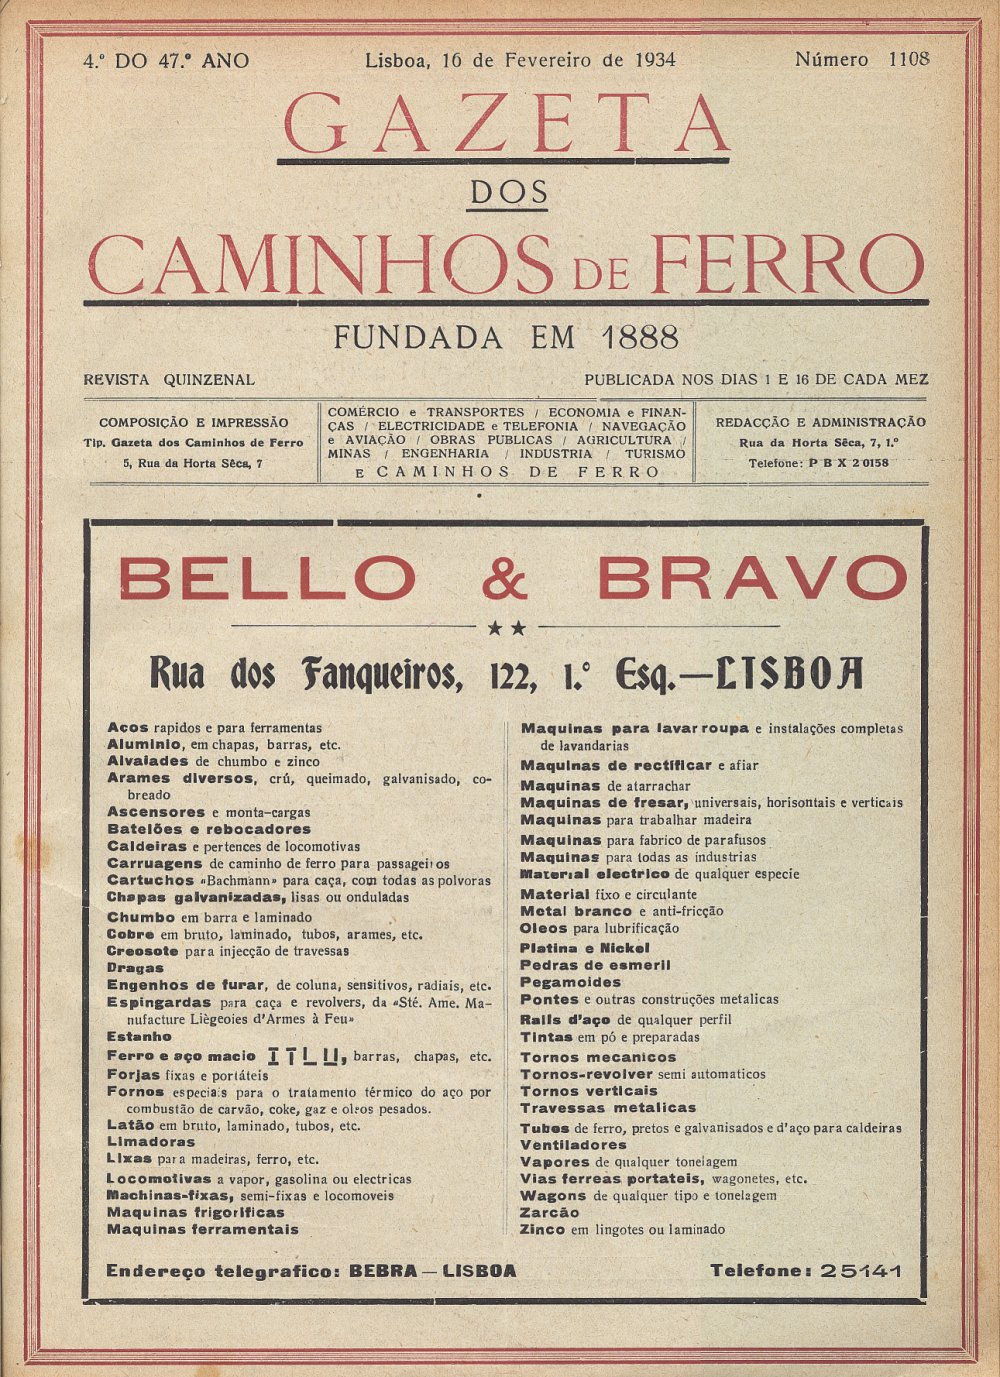 4.º DO 47.º ANO
Lisboa, 16 de Fevereiro de 1934
Número 1108
GAZETA
DOS
CAMINHOS DE FERRO
FUNDADA EM 1888
REVISTA QUINZENAL
PUBLICADA NOS DIAS 1 E 16 DE CADA MEZ
COMPOSIÇÃO E IMPRESSÃO
Tip. Gazeta dos Caminhos de Ferro
5, Rua da Horta Sêca, 7
COMÉRCIO e TRANSPORTES / ECONOMIA e FINAN-
ÇAS / ELECTRICIDADE e TELEFONIA / NAVEGAÇÃO
e AVIAÇÃO / OBRAS PUBLICAS / AGRICULTURA /
MINAS / ENGENHARIA / INDUSTRIA / TURISMO
E CAMINHOS DE FERRO
REDACÇÃO E ADMINISTRAÇÃO
Rua da Horta Sêca, 7, 1.º
Telefone: P B X 2 0158
BELLO & BRAVO
★★
Rua dos Fanqueiros, 122, 1.º Esq.—LISBOA
Aços rapidos e para ferramentas
Aluminio, em chapas, barras, etc.
Alvaiades de chumbo e zinco
Arames diversos, crú, queimado, galvanisado, co-
breado
Ascensores e monta-cargas
Batelões e rebocadores
Caldeiras e pertences de locomotivas
Carruagens de caminho de ferro para passageiros
Cartuchos «Bachmann» para caça, com todas as polvoras
Chapas galvanizadas, lisas ou onduladas
Chumbo em barra e laminado
Cobre em bruto, laminado, tubos, arames, etc.
Creosote para injecção de travessas
Dragas
Engenhos de furar, de coluna, sensitivos, radiais, etc.
Espingardas para caça e revolvers, da «Sté. Ame. Ma-
nufacture Liègeoies d'Armes à Feu»
Estanho
Ferro e aço macio I T L U, barras, chapas, etc.
Forjas fixas e portáteis
Fornos especiais para o tratamento térmico do aço por
combustão de carvão, coke, gaz e oleos pesados.
Latão em bruto, laminado, tubos, etc.
Limadoras
Lixas para madeiras, ferro, etc.
Locomotivas a vapor, gasolina ou electricas
Machinas-fixas, semi-fixas e locomoveis
Maquinas frigorificas
Maquinas ferramentais
Maquinas para lavar roupa e instalações completas
de lavandarias
Maquinas de rectificar e afiar
Maquinas de atarrachar
Maquinas de fresar, universais, horisontais e verticais
Maquinas para trabalhar madeira
Maquinas para fabrico de parafusos
Maquinas para todas as industrias
Material electrico de qualquer especie
Material fixo e circulante
Metal branco e anti-fricção
Oleos para lubrificação
Platina e Nickel
Pedras de esmeril
Pegamoides
Pontes e outras construções metalicas
Rails d'aço de qualquer perfil
Tintas em pó e preparadas
Tornos mecanicos
Tornos-revolver semi automaticos
Tornos verticais
Travessas metalicas
Tubos de ferro, pretos e galvanisados e d'aço para caldeiras
Ventiladores
Vapores de qualquer tonelagem
Vias ferreas portateis, wagonetes, etc.
Wagons de qualquer tipo e tonelagem
Zarcão
Zinco em lingotes ou laminado
Endereço telegrafico: BEBRA — LISBOA
Telefone: 25141